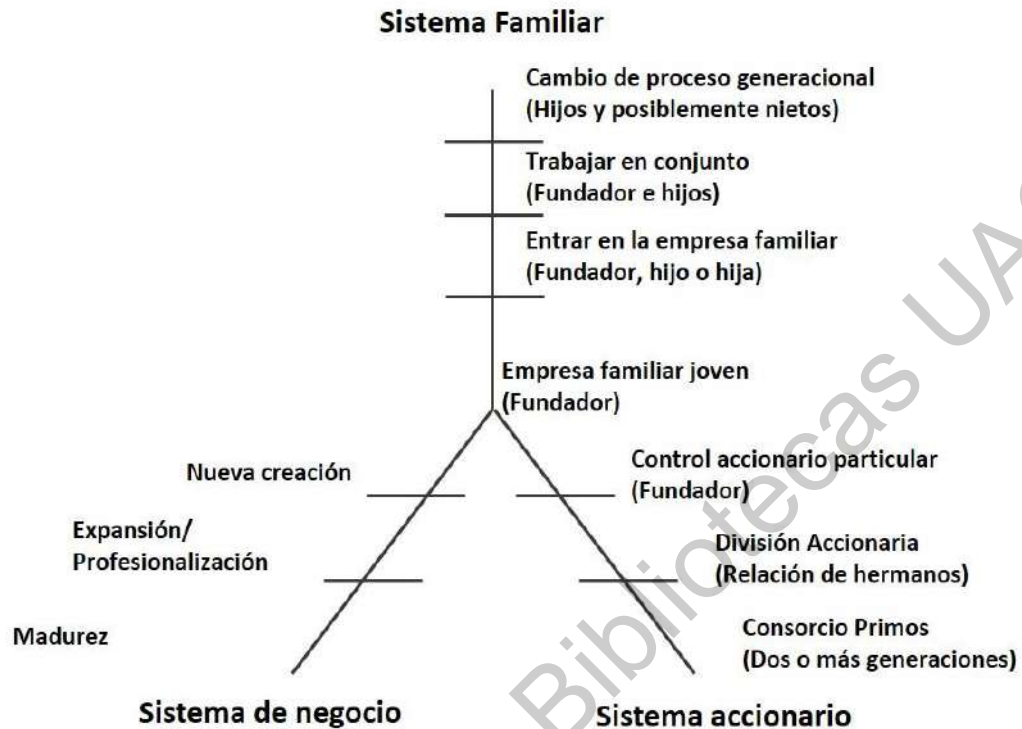 Sistema Familiar
Cambio de proceso generacional
(Hijos y posiblemente nietos)
Trabajar en conjunto
(Fundador e hijos)
Entrar en la empresa familiar
(Fundador, hijo o hija)
Empresa familiar joven
(Fundador)
Nueva creación
Control accionario particular
(Fundador)
Expansión/
Profesionalización
División Accionaria
(Relación de hermanos)
Madurez
Consorcio Primos
(Dos o más generaciones)
Sistema de negocio
Sistema accionario
Bibliotecas